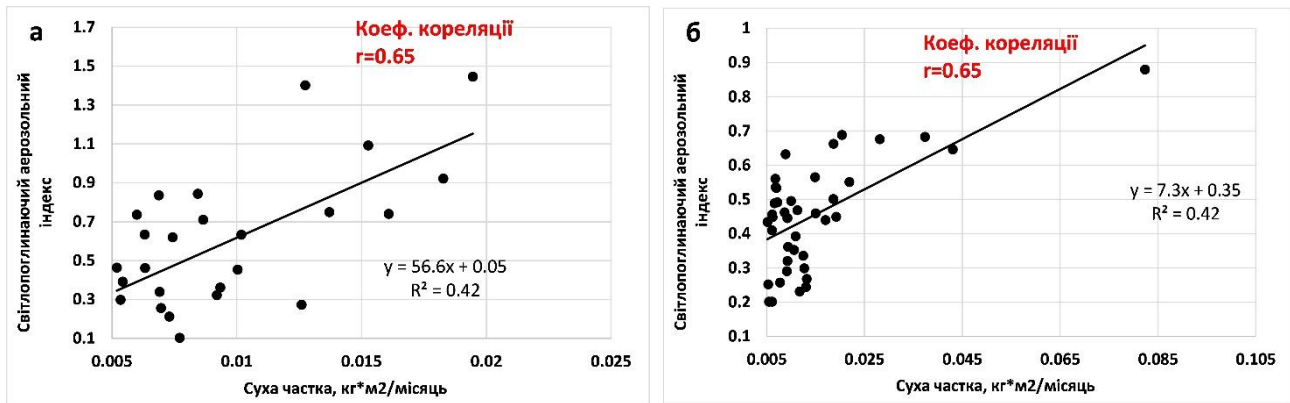 а
Коеф. кореляції
r=0.65
Світлопоглинаючий аерозольний
індекс
1.7
1.5
1.3
1.1
0.9
0.7
0.5
0.3
0.1
y = 56.6x + 0.05
R² = 0.42
0.005
0.01
0.015
0.02
0.025
Суха частка, кг*м2/місяць
б
Коеф. кореляції
r=0.65
Світлопоглинаючий аерозольний
індекс
1
0.9
0.8
0.7
0.6
0.5
0.4
0.3
0.2
0.1
y = 7.3x + 0.35
R² = 0.42
0.005
0.025
0.045
0.065
0.085
0.105
Суха частка, кг*м2/місяць